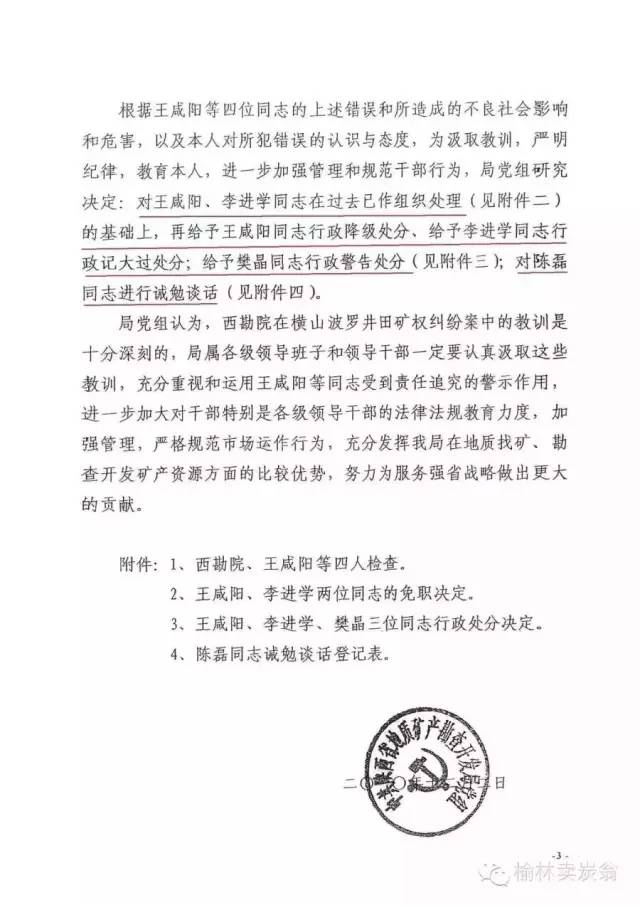 根据王咸阳等四位同志的上述错误和所造成的不良社会影响
和危害，以及本人对所犯错误的认识与态度，为汲取教训，严明
纪律，教育本人，进一步加强管理和规范干部行为，局党组研究
决定：对王咸阳、李进学同志在过去已作组织处理（见附件二）
的基础上，再给予王咸阳同志行政降级处分、给予李进学同志行
政记大过处分；给予樊晶同志行政警告处分（见附件三）；对陈磊
同志进行诫勉谈话（见附件四）。
局党组认为，西勘院在横山波罗井田矿权纠纷案中的教训是
十分深刻的，局属各级领导班子和领导干部一定要认真汲取这些
教训，充分重视和运用王咸阳等同志受到责任追究的警示作用，
进一步加大对干部特别是各级领导干部的法律法规教育力度，加
强管理，严格规范市场运作行为，充分发挥我局在地质找矿、勘
查开发矿产资源方面的比较优势，努力为服务强省战略做出更大
的贡献。
附件：1、西勘院、王咸阳等四人检查。
2、王咸阳、李进学两位同志的免职决定。
3、王咸阳、李进学、樊晶三位同志行政处分决定。
4、陈磊同志诫勉谈话登记表。
中共陕西省地质矿产勘查开发局党组
二〇一〇年十二月 日
-3-
榆林卖炭翁